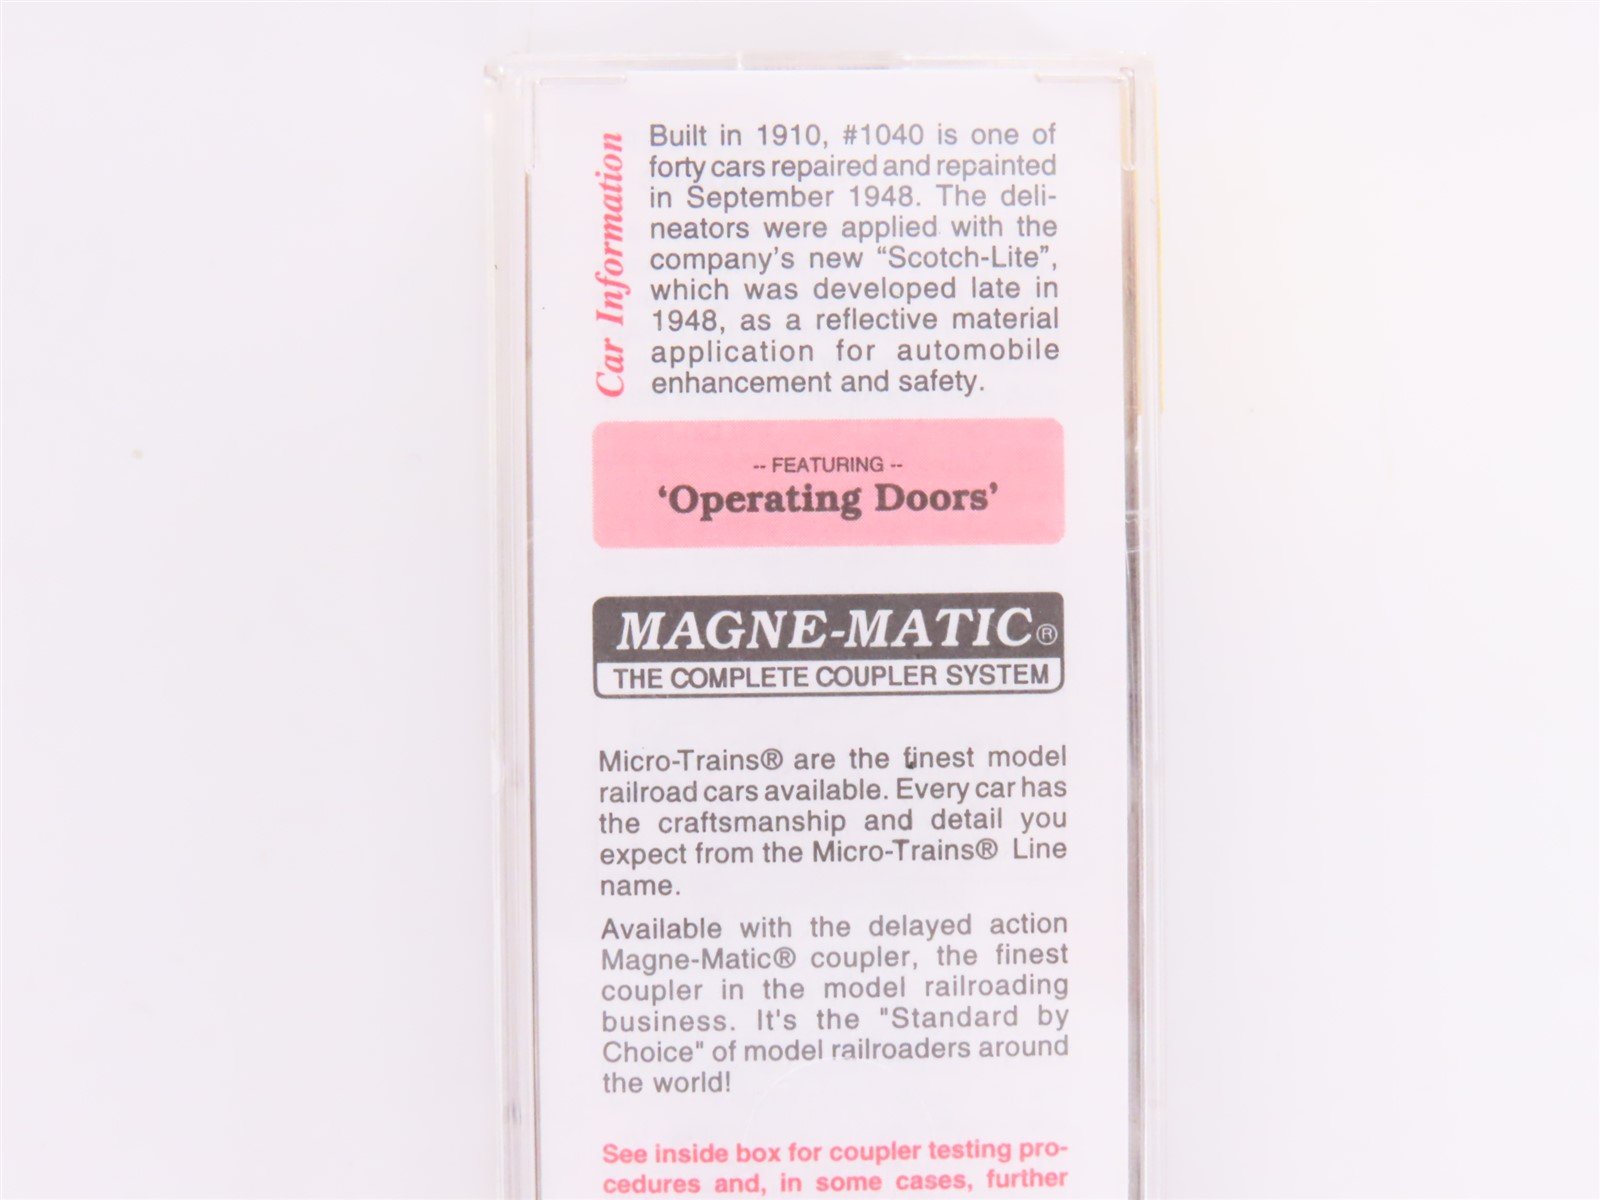 Car Information
Built in 1910, #1040 is one of
forty cars repaired and repainted
in September 1948. The deli-
neators were applied with the
company's new “Scotch-Lite”,
which was developed late in
1948, as a reflective material
application for automobile
enhancement and safety.
-- FEATURING --
‘Operating Doors’
MAGNE-MATIC®
THE COMPLETE COUPLER SYSTEM
Micro-Trains® are the finest model
railroad cars available. Every car has
the craftsmanship and detail you
expect from the Micro-Trains® Line
name.
Available with the delayed action
Magne-Matic® coupler, the finest
coupler in the model railroading
business. It's the "Standard by
Choice" of model railroaders around
the world!
See inside box for coupler testing pro-
cedures and, in some cases, further